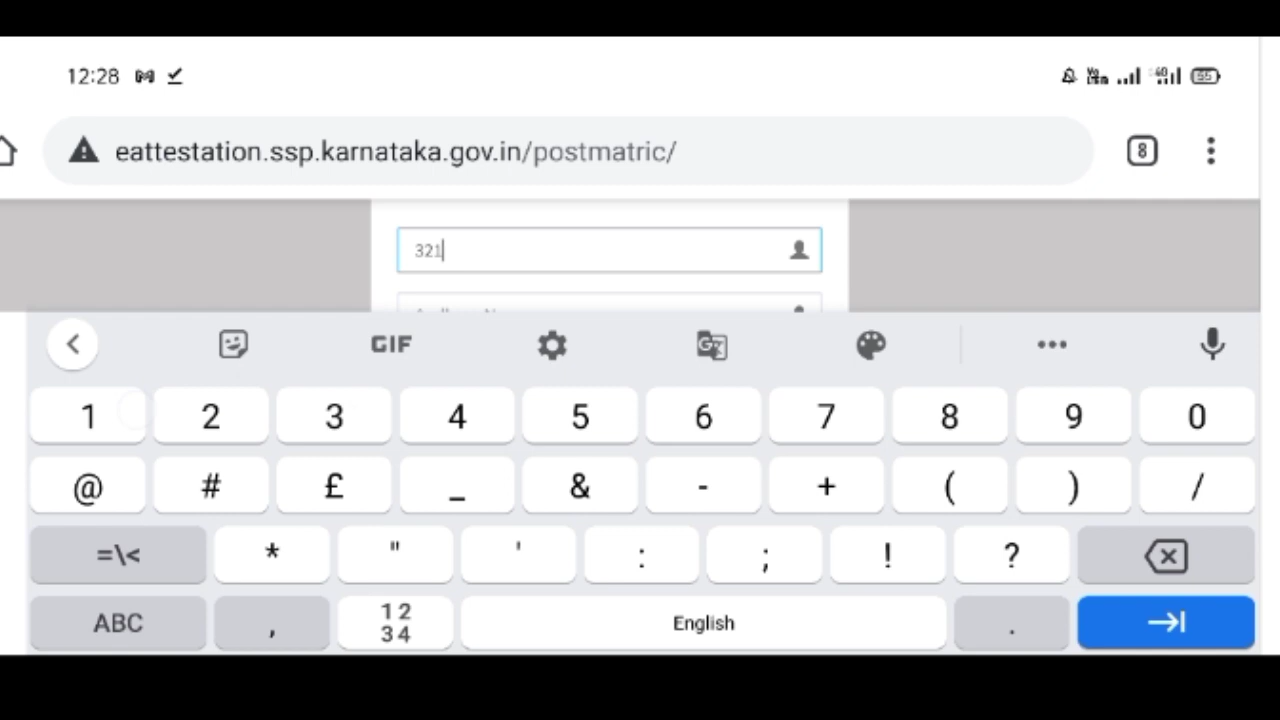 12:28
55
eattestation.ssp.karnataka.gov.in/postmatric/
8
321
GIF
1 2 3 4 5 6 7 8 9 0
@ # £ _ & - + ( ) /
=\< * " ' : ; ! ?
ABC , 1 2 3 4 English .